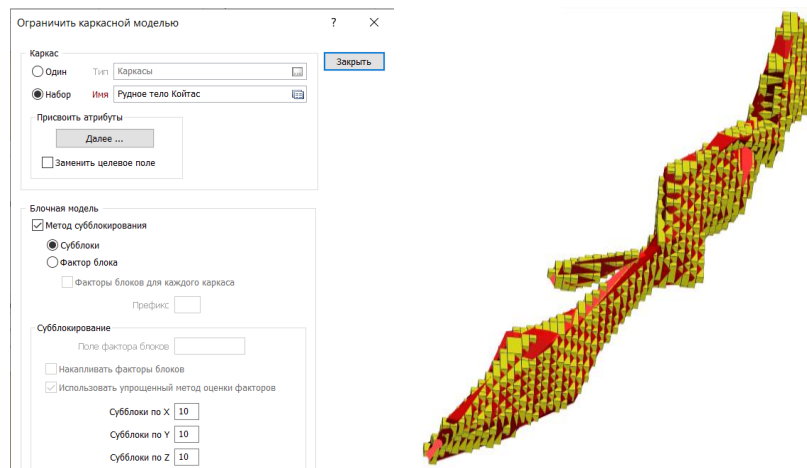 Ограничить каркасной моделью ? ×
Каркас
Один Тип Каркасы
Закрыть
Набор Имя Рудное тело Койтас
Присвоить атрибуты
Далее ...
Заменить целевое поле
Блочная модель
Метод субблокирования
Субблоки
Фактор блока
Факторы блоков для каждого каркаса
Префикс
Субблокирование
Поле фактора блоков
Накапливать факторы блоков
Использовать упрощенный метод оценки факторов
Субблоки по X 10
Субблоки по Y 10
Субблоки по Z 10